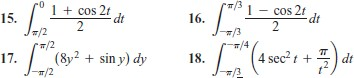 15. ∫_{π/2}^{0} (1 + cos 2t)/2 dt
16. ∫_{-π/3}^{π/3} (1 − cos 2t)/2 dt
17. ∫_{-π/2}^{π/2} (8y² + sin y) dy
18. ∫_{-π/3}^{-π/4} (4 sec² t + π/t²) dt